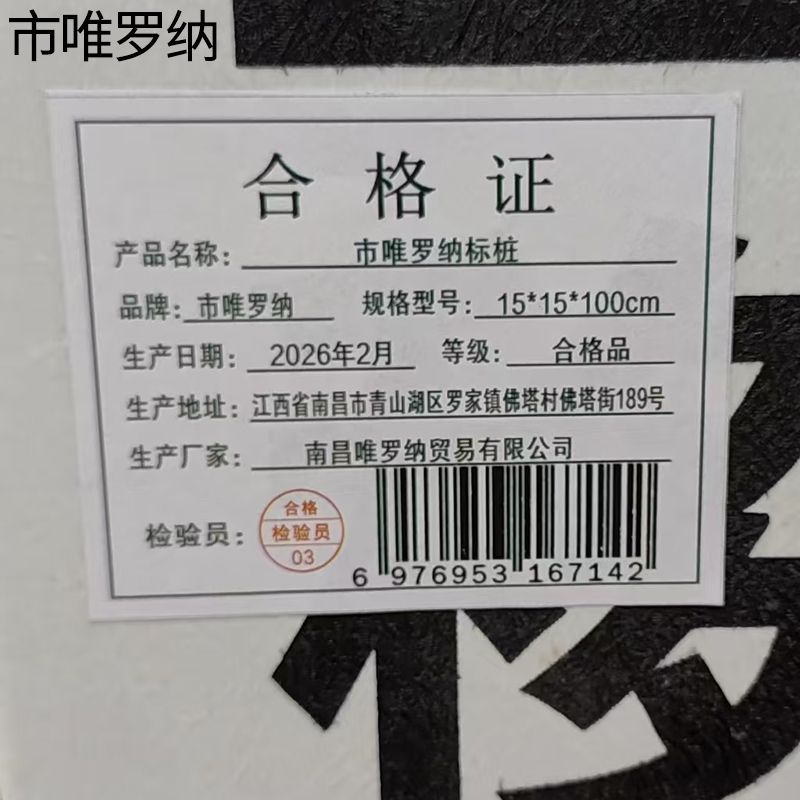 市唯罗纳
合格证
产品名称: 市唯罗纳标桩
品牌: 市唯罗纳 规格型号: 15*15*100cm
生产日期: 2026年2月 等级: 合格品
生产地址: 江西省南昌市青山湖区罗家镇佛塔村佛塔街189号
生产厂家: 南昌唯罗纳贸易有限公司
检验员:
合格
检验员
03
6 976953 167142